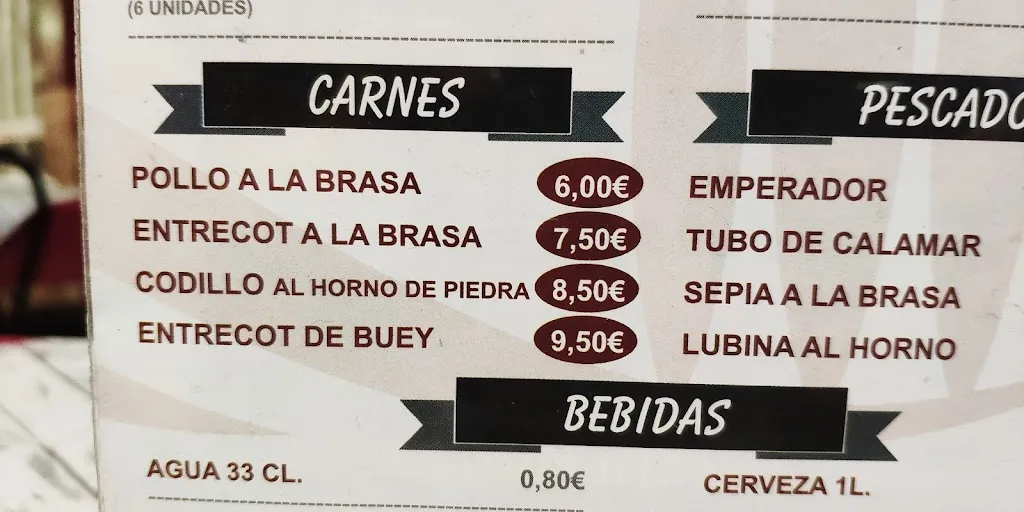 (6 UNIDADES)
CARNES
POLLO A LA BRASA 6,00€
ENTRECOT A LA BRASA 7,50€
CODILLO AL HORNO DE PIEDRA 8,50€
ENTRECOT DE BUEY 9,50€
PESCADO
EMPERADOR
TUBO DE CALAMAR
SEPIA A LA BRASA
LUBINA AL HORNO
BEBIDAS
AGUA 33 CL. 0,80€
CERVEZA 1L.